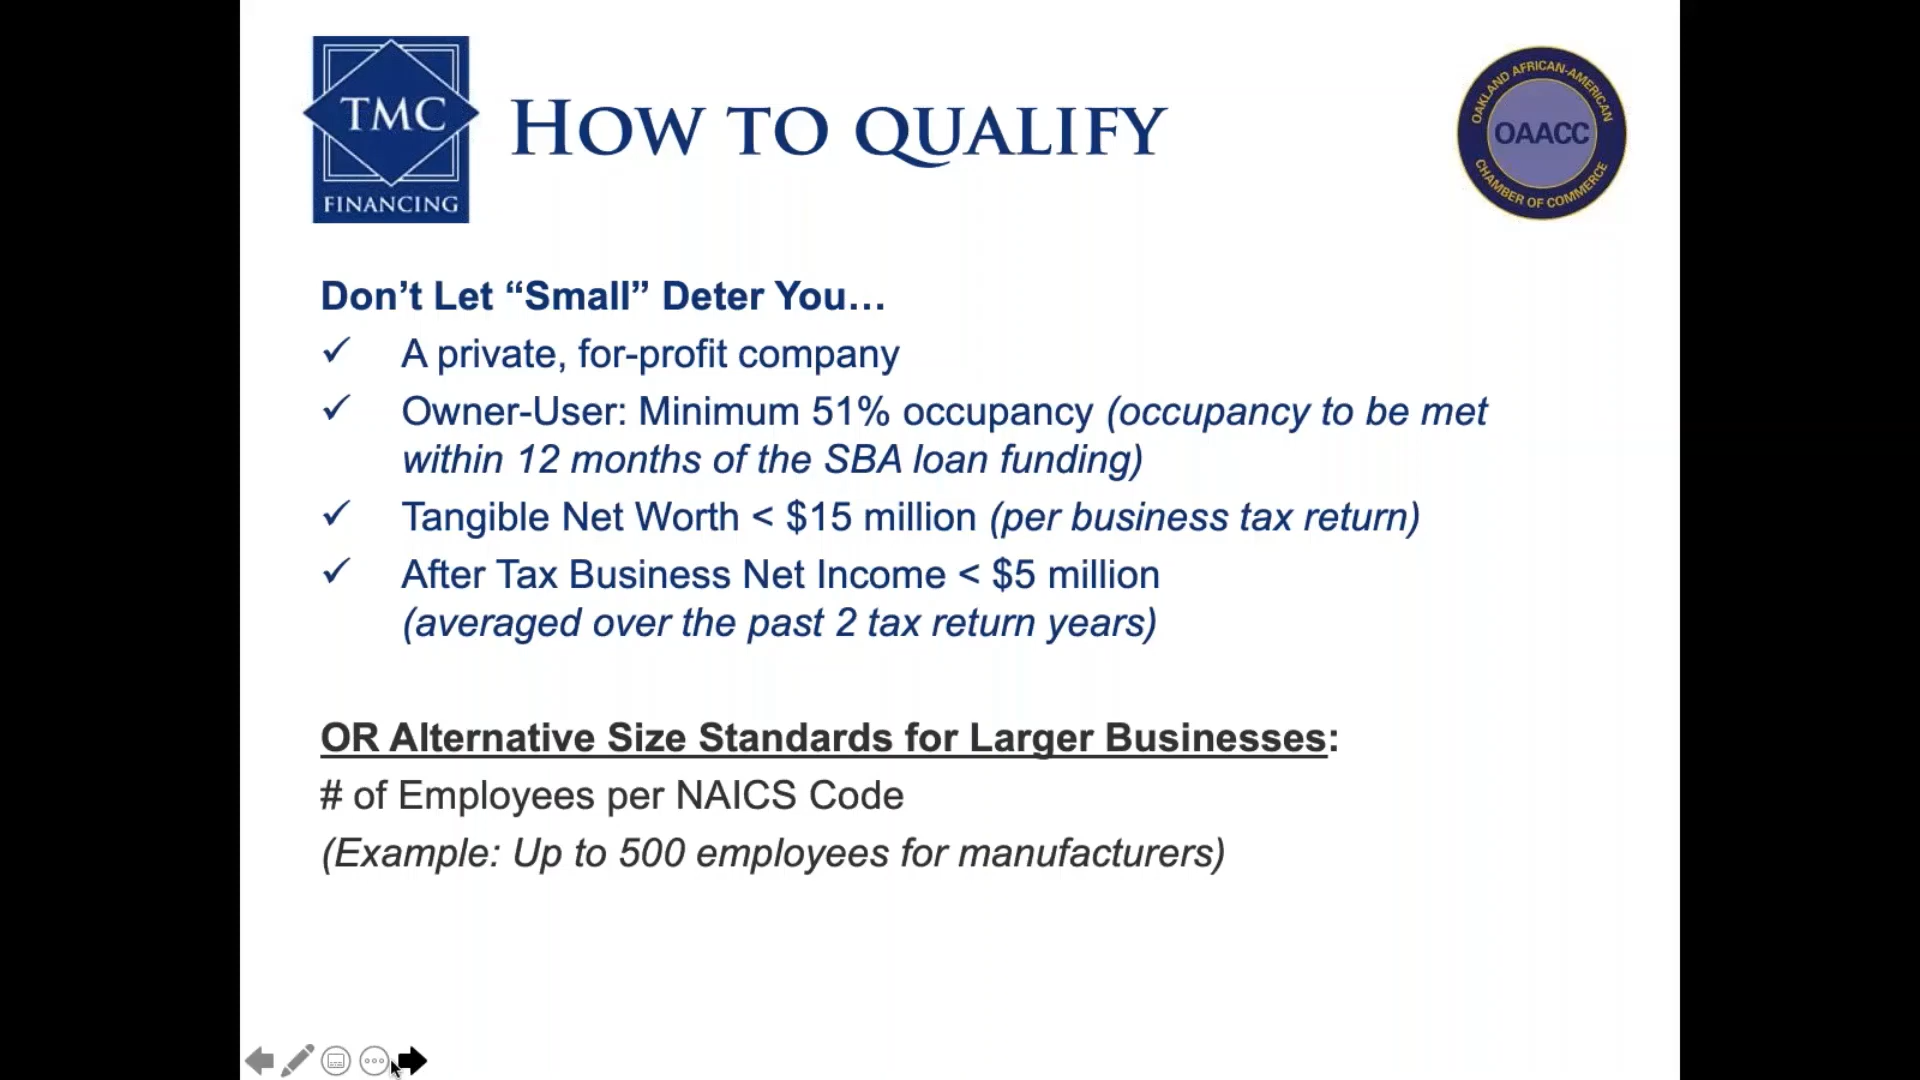 TMC
FINANCING
HOW TO QUALIFY
OAKLAND AFRICAN-AMERICAN
OAACC
CHAMBER OF COMMERCE
Don’t Let “Small” Deter You…
✓ A private, for-profit company
✓ Owner-User: Minimum 51% occupancy (occupancy to be met
within 12 months of the SBA loan funding)
✓ Tangible Net Worth < $15 million (per business tax return)
✓ After Tax Business Net Income < $5 million
(averaged over the past 2 tax return years)
OR Alternative Size Standards for Larger Businesses:
# of Employees per NAICS Code
(Example: Up to 500 employees for manufacturers)